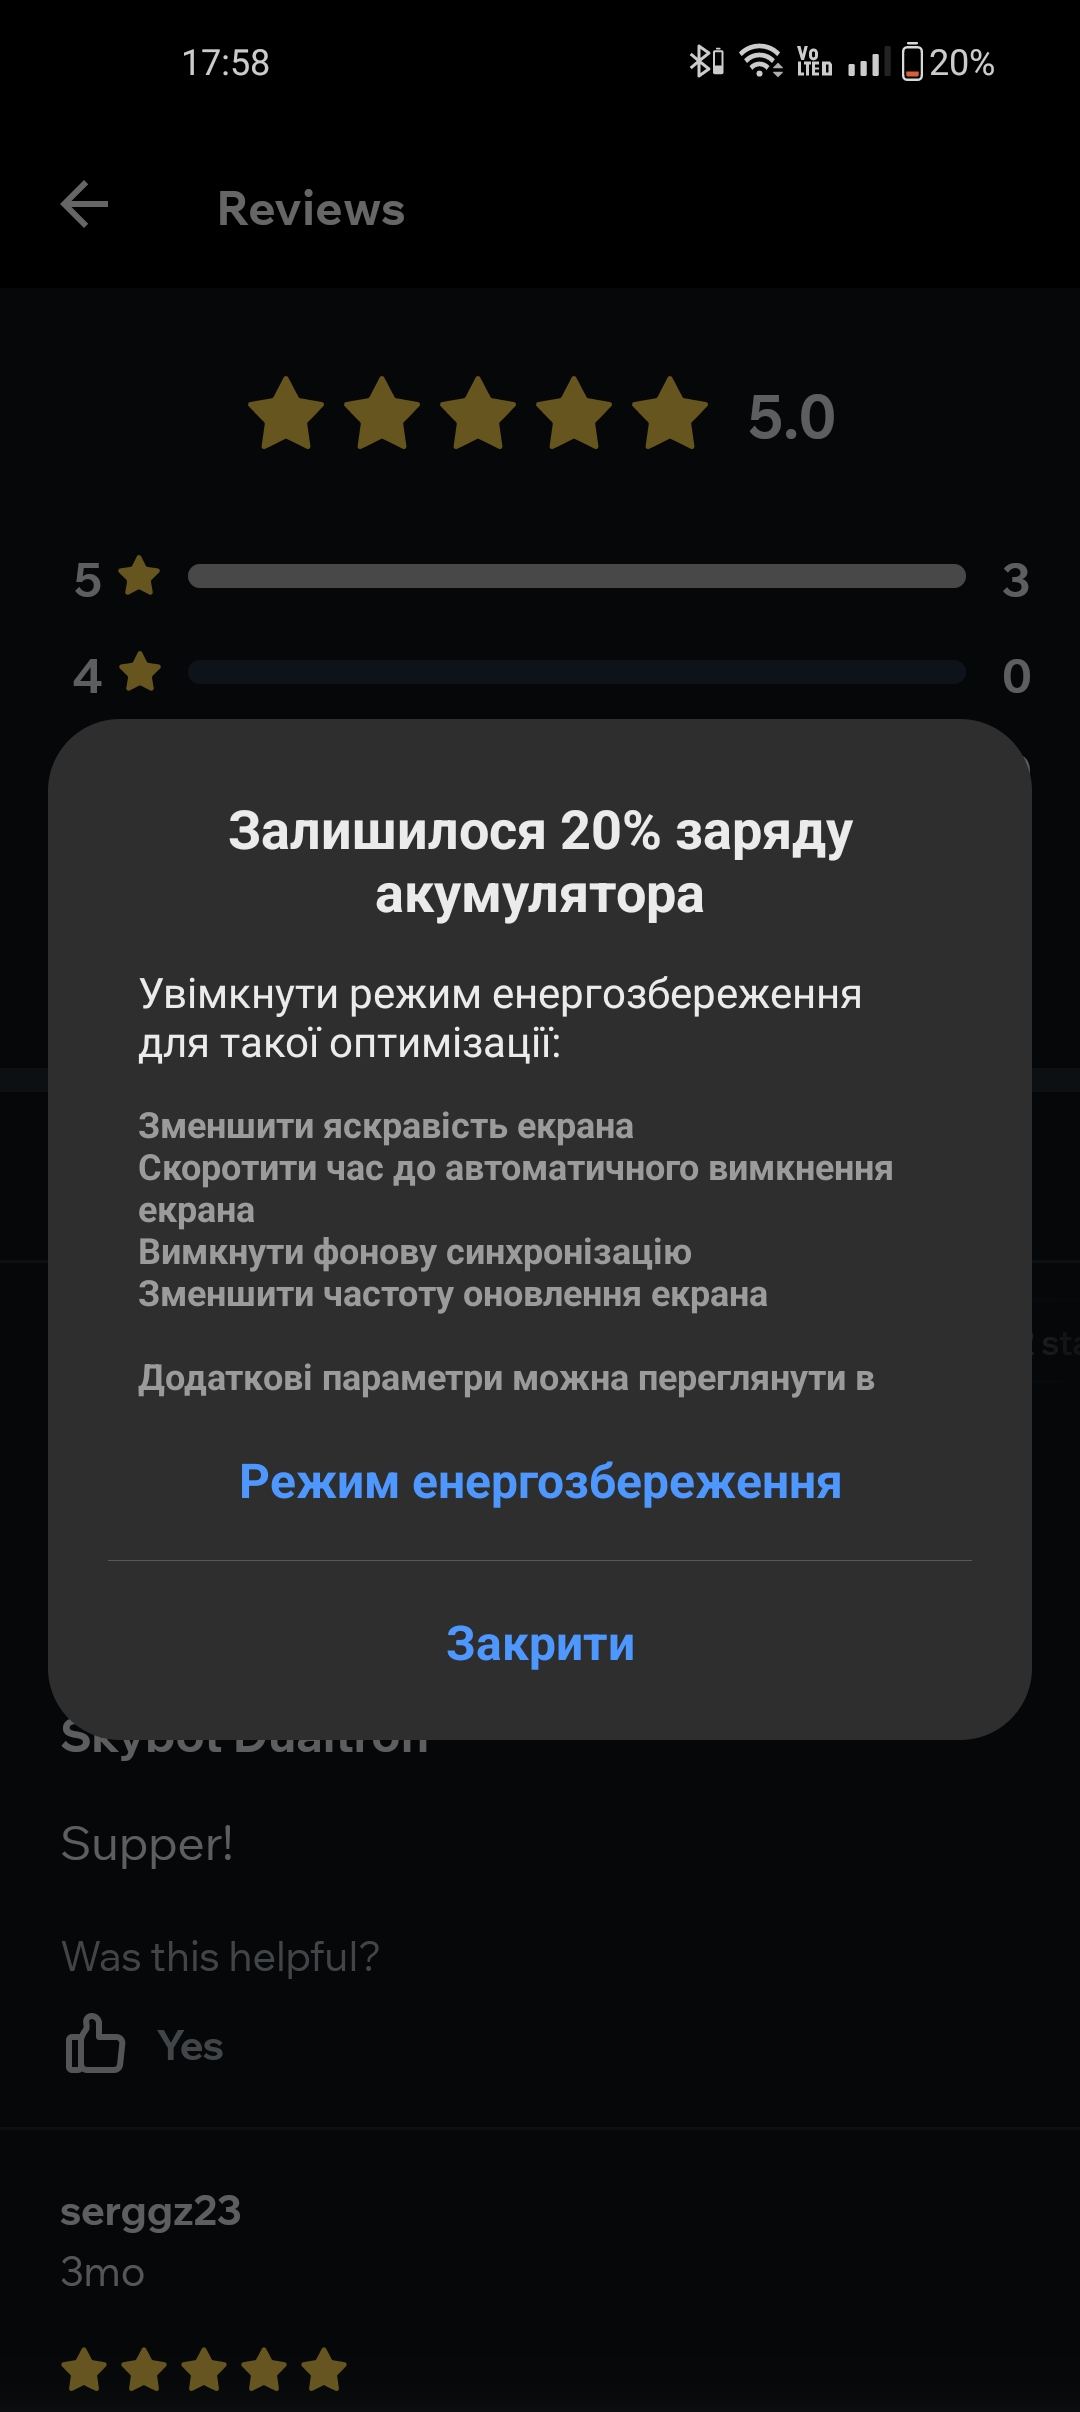 17:58
Vo
LTE D
20%
Reviews
5.0
5
3
4
0
Залишилося 20% заряду
акумулятора
Увімкнути режим енергозбереження
для такої оптимізації:
Зменшити яскравість екрана
Скоротити час до автоматичного вимкнення
екрана
Вимкнути фонову синхронізацію
Зменшити частоту оновлення екрана
Додаткові параметри можна переглянути в
Режим енергозбереження
Закрити
Skybot Dualtron
Supper!
Was this helpful?
Yes
serggz23
3mo